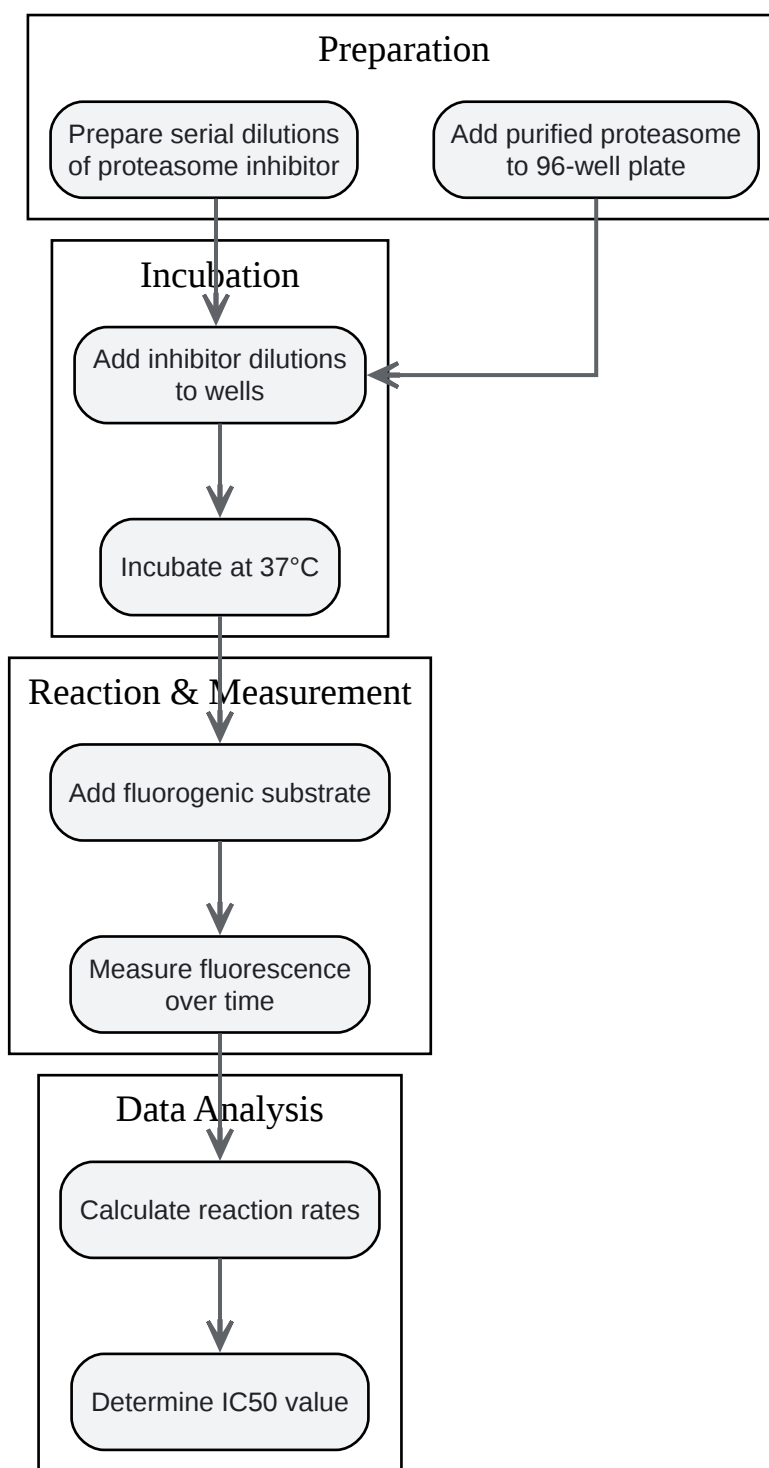 Preparation
Prepare serial dilutions
of proteasome inhibitor
Add purified proteasome
to 96-well plate
Incubation
Add inhibitor dilutions
to wells
Incubate at 37°C
Reaction & Measurement
Add fluorogenic substrate
Measure fluorescence
over time
Data Analysis
Calculate reaction rates
Determine IC50 value